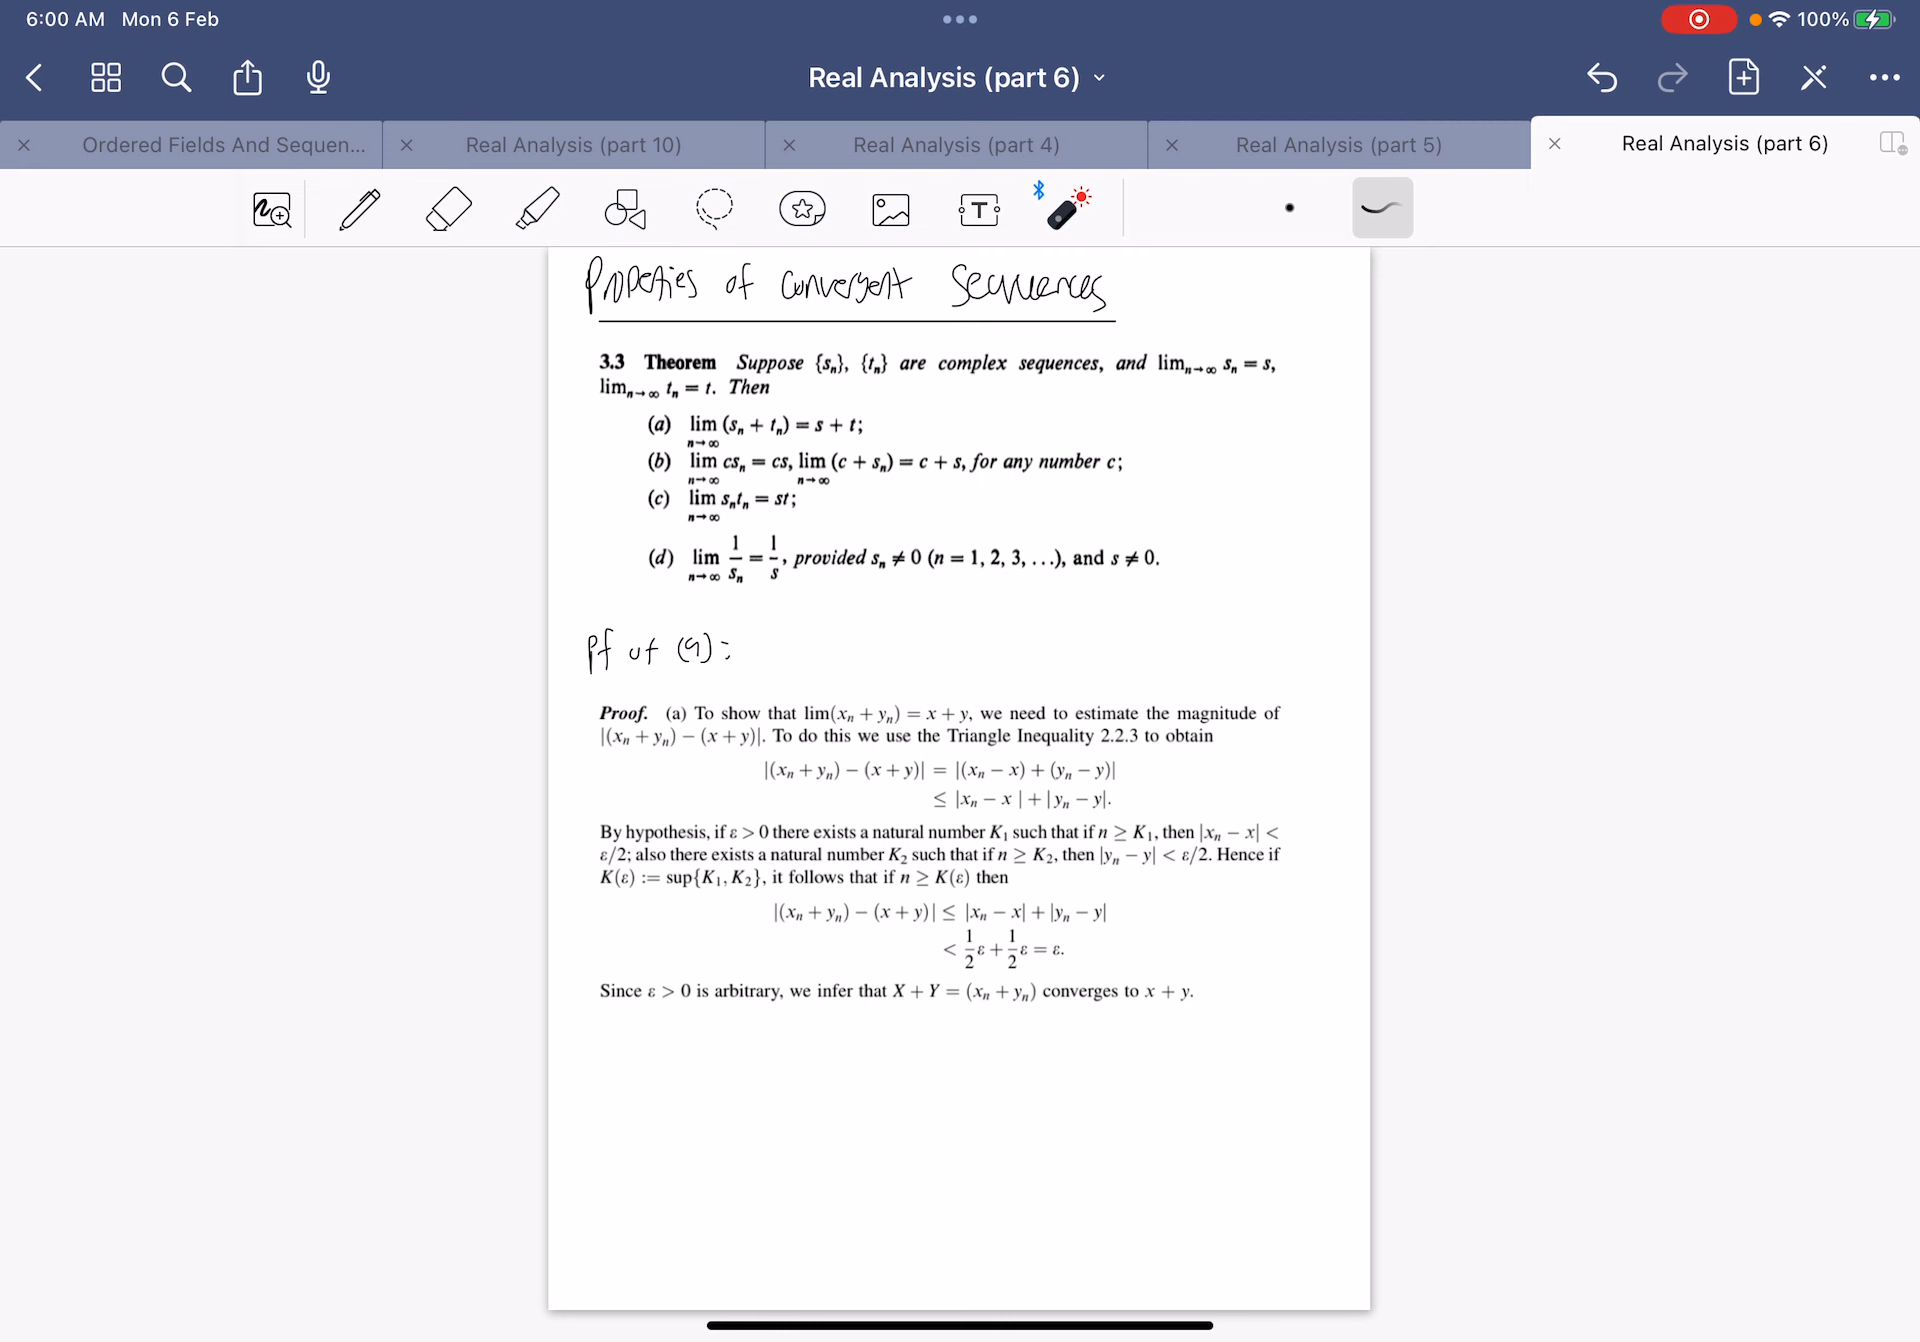 6:00 AM Mon 6 Feb
100%
Real Analysis (part 6)
Ordered Fields And Sequen...
Real Analysis (part 10)
Real Analysis (part 4)
Real Analysis (part 5)
Real Analysis (part 6)
T
Properties of Convergent Sequences
3.3 Theorem Suppose {sₙ}, {tₙ} are complex sequences, and limₙ→∞ sₙ = s,
limₙ→∞ tₙ = t. Then
(a) lim n→∞ (sₙ + tₙ) = s + t;
(b) lim n→∞ csₙ = cs, lim n→∞ (c + sₙ) = c + s, for any number c;
(c) lim n→∞ sₙtₙ = st;
(d) lim n→∞ 1/sₙ = 1/s, provided sₙ ≠ 0 (n = 1, 2, 3, ...), and s ≠ 0.
Pf of (a):
Proof. (a) To show that lim(xₙ + yₙ) = x + y, we need to estimate the magnitude of
|(xₙ + yₙ) − (x + y)|. To do this we use the Triangle Inequality 2.2.3 to obtain
|(xₙ + yₙ) − (x + y)| = |(xₙ − x) + (yₙ − y)|
≤ |xₙ − x| + |yₙ − y|.
By hypothesis, if ε > 0 there exists a natural number K₁ such that if n ≥ K₁, then |xₙ − x| <
ε/2; also there exists a natural number K₂ such that if n ≥ K₂, then |yₙ − y| < ε/2. Hence if
K(ε) := sup{K₁, K₂}, it follows that if n ≥ K(ε) then
|(xₙ + yₙ) − (x + y)| ≤ |xₙ − x| + |yₙ − y|
< 1/2 ε + 1/2 ε = ε.
Since ε > 0 is arbitrary, we infer that X + Y = (xₙ + yₙ) converges to x + y.